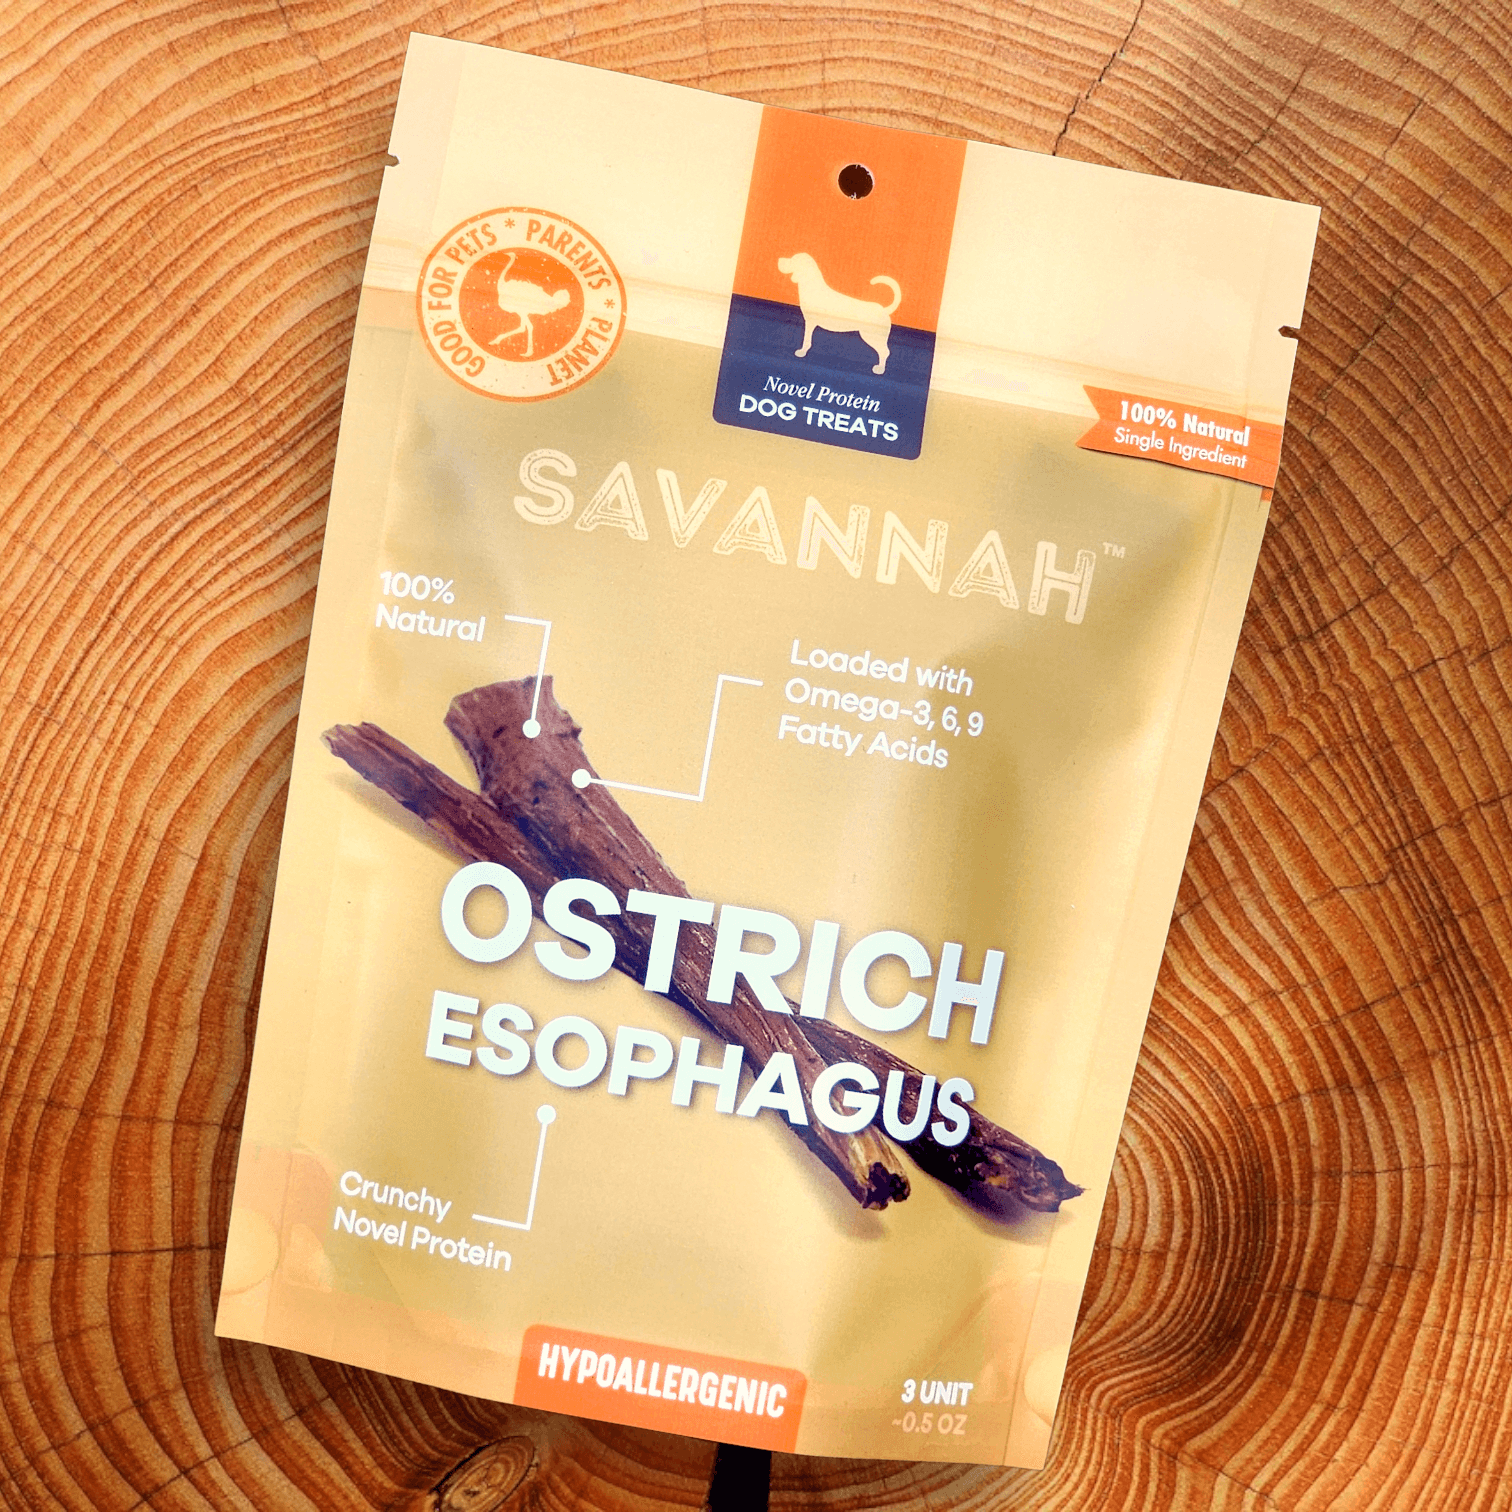 GOOD FOR PETS * PARENTS * PLANET
Novel Protein
DOG TREATS
100% Natural
Single Ingredient
SAVANNAH™
100%
Natural
Loaded with
Omega-3, 6, 9
Fatty Acids
OSTRICH
ESOPHAGUS
Crunchy
Novel Protein
HYPOALLERGENIC
3 UNIT
~0.5 OZ